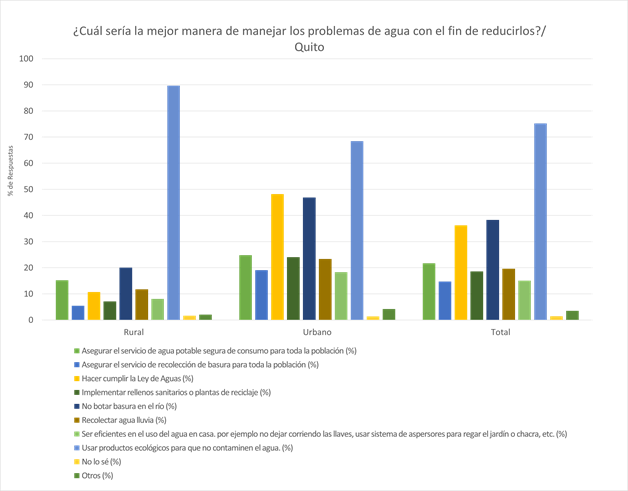 ¿Cuál sería la mejor manera de manejar los problemas de agua con el fin de reducirlos?/
Quito
100
90
80
70
60
50
40
30
20
10
0
% de Respuestas
Rural
Urbano
Total
Asegurar el servicio de agua potable segura de consumo para toda la población (%)
Asegurar el servicio de recolección de basura para toda la población (%)
Hacer cumplir la Ley de Aguas (%)
Implementar rellenos sanitarios o plantas de reciclaje (%)
No botar basura en el río (%)
Recolectar agua lluvia (%)
Ser eficientes en el uso del agua en casa. por ejemplo no dejar corriendo las llaves, usar sistema de aspersores para regar el jardín o chacra, etc. (%)
Usar productos ecológicos para que no contaminen el agua. (%)
No lo sé (%)
Otros (%)